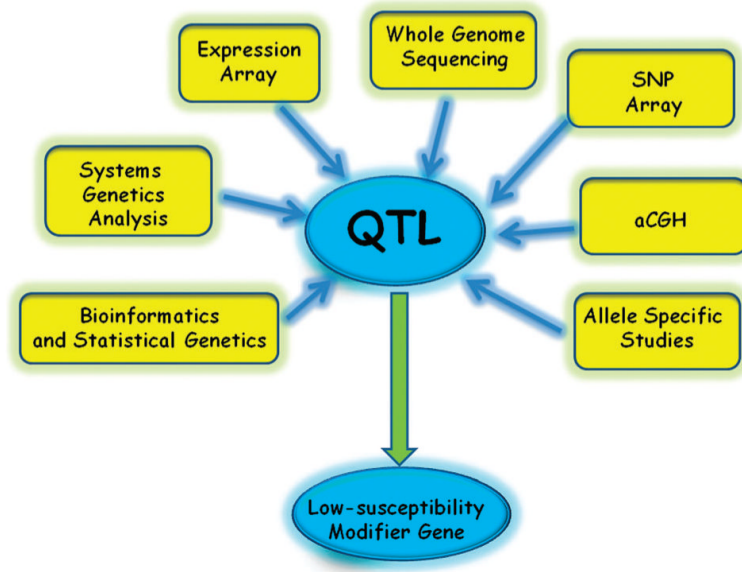 Expression
Array
Whole Genome
Sequencing
SNP
Array
Systems
Genetics
Analysis
QTL
aCGH
Bioinformatics
and Statistical Genetics
Allele Specific
Studies
Low-susceptibility
Modifier Gene